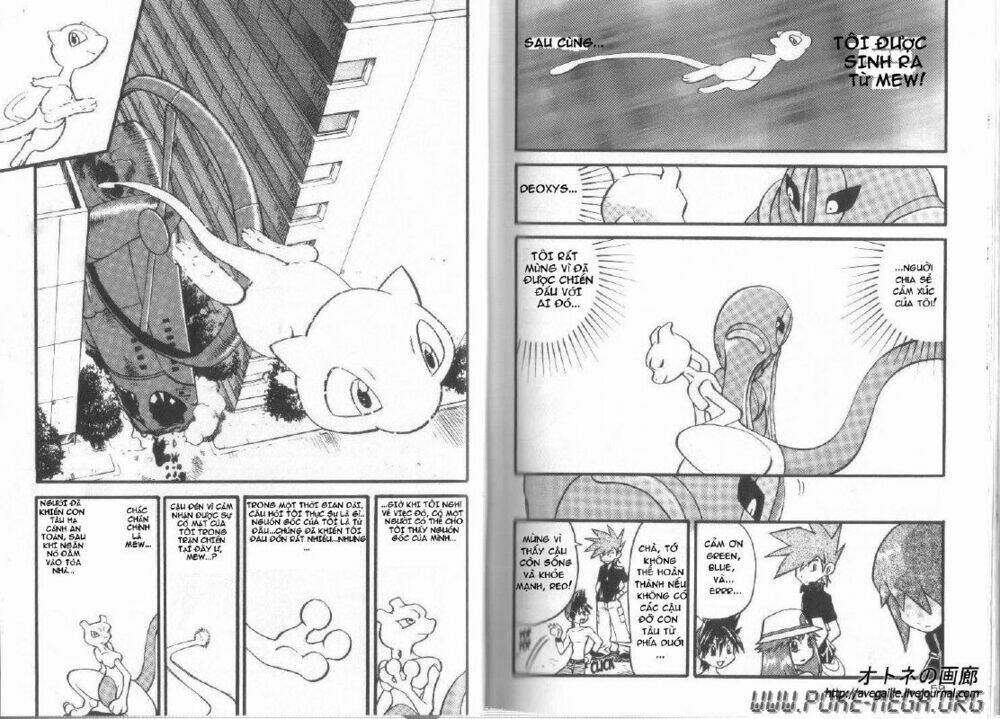 SAU CÙNG...
TÔI ĐƯỢC
SINH RA
TỪ MEW!
DEOXYS...
TÔI RẤT
MỪNG VÌ ĐÃ
ĐƯỢC CHIẾN
ĐẤU VỚI
AI ĐÓ...
...NGƯỜI
CHIA SẺ
CẢM XÚC
CỦA TÔI!
MỪNG VÌ
THẤY CẬU
CÒN SỐNG
VÀ KHỎE
MẠNH, RED!
CHÀ, TỚ
KHÔNG
THỂ HOÀN
THÀNH NẾU
KHÔNG CÓ
CÁC CẬU
ĐỠ CON
TÀU TỪ
PHÍA DƯỚI
...
CẢM ƠN
GREEN,
BLUE,
VÀ...
ERRR...
CLICK
NGƯỜI ĐÃ
KHIẾN CON
TÀU HẠ
CÁNH AN
TOÀN, SAU
KHI NGĂN
NÓ ĐÂM
VÀO TÒA
NHÀ...
CHẮC
CHẮN
CHÍNH
LÀ
MEW...
CẬU ĐẾN VÌ CẢM
NHẬN ĐƯỢC SỰ
CÓ MẶT CỦA
TÔI TRONG
TRẬN CHIẾN
TẠI ĐÂY Ư,
MEW...?
TRONG MỘT THỜI GIAN DÀI,
CÂU HỎI TÔI THỰC SỰ LÀ GÌ..
NGUỒN GỐC CỦA TÔI LÀ TỪ
ĐÂU...CHÚNG ĐÃ KHIẾN TÔI
ĐAU ĐỚN RẤT NHIỀU...NHƯNG
...
...GIỜ KHI TÔI NGHĨ
VỀ VIỆC ĐÓ, CÓ MỘT
NGƯỜI CÓ THỂ CHO
TÔI THẤY NGUỒN
GỐC CỦA MÌNH...
オトネの画廊
http://avegaille.livejournal.com
WWW.POKE-MEGA.ORG